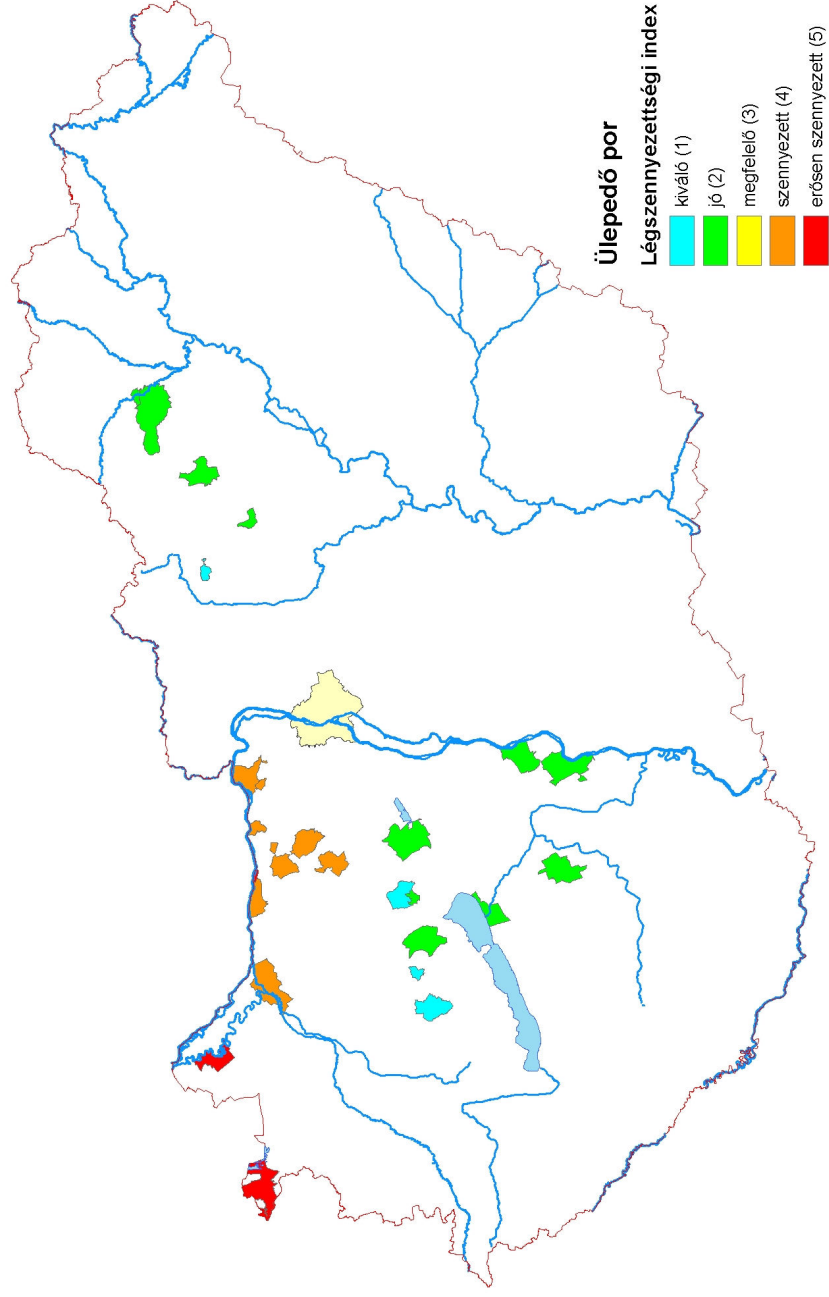 Ülepedő por
Légszennyezettségi index
kiváló (1)
jó (2)
megfelelő (3)
szennyezett (4)
erősen szennyezett (5)